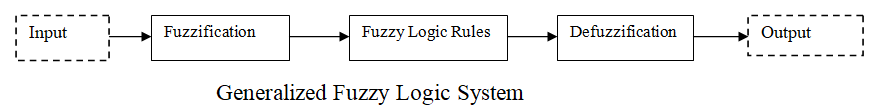 Input
Fuzzification
Fuzzy Logic Rules
Defuzzification
Output
Generalized Fuzzy Logic System